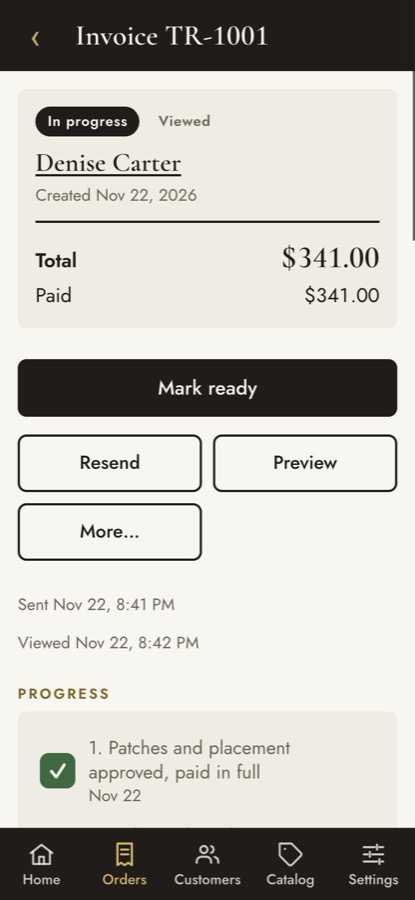 Invoice TR-1001
In progress Viewed
Denise Carter
Created Nov 22, 2026
Total $341.00
Paid $341.00
Mark ready
Resend Preview
More...
Sent Nov 22, 8:41 PM
Viewed Nov 22, 8:42 PM
PROGRESS
1. Patches and placement
approved, paid in full
Nov 22
Home Orders Customers Catalog Settings